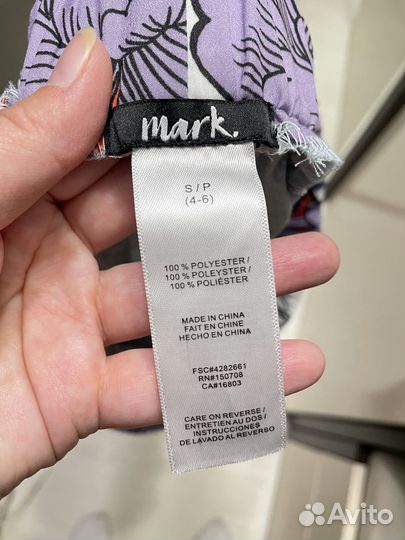 mark.
S / P
(4-6)
100 % POLYESTER /
100 % POLEYSTER /
100 % POLIÉSTER
MADE IN CHINA
FAIT EN CHINE
HECHO EN CHINA
FSC#4282661
RN#150708
CA#16803
CARE ON REVERSE /
ENTRETIEN AU DOS /
INSTRUCCIONES
DE LAVADO AL REVERSO
Avito